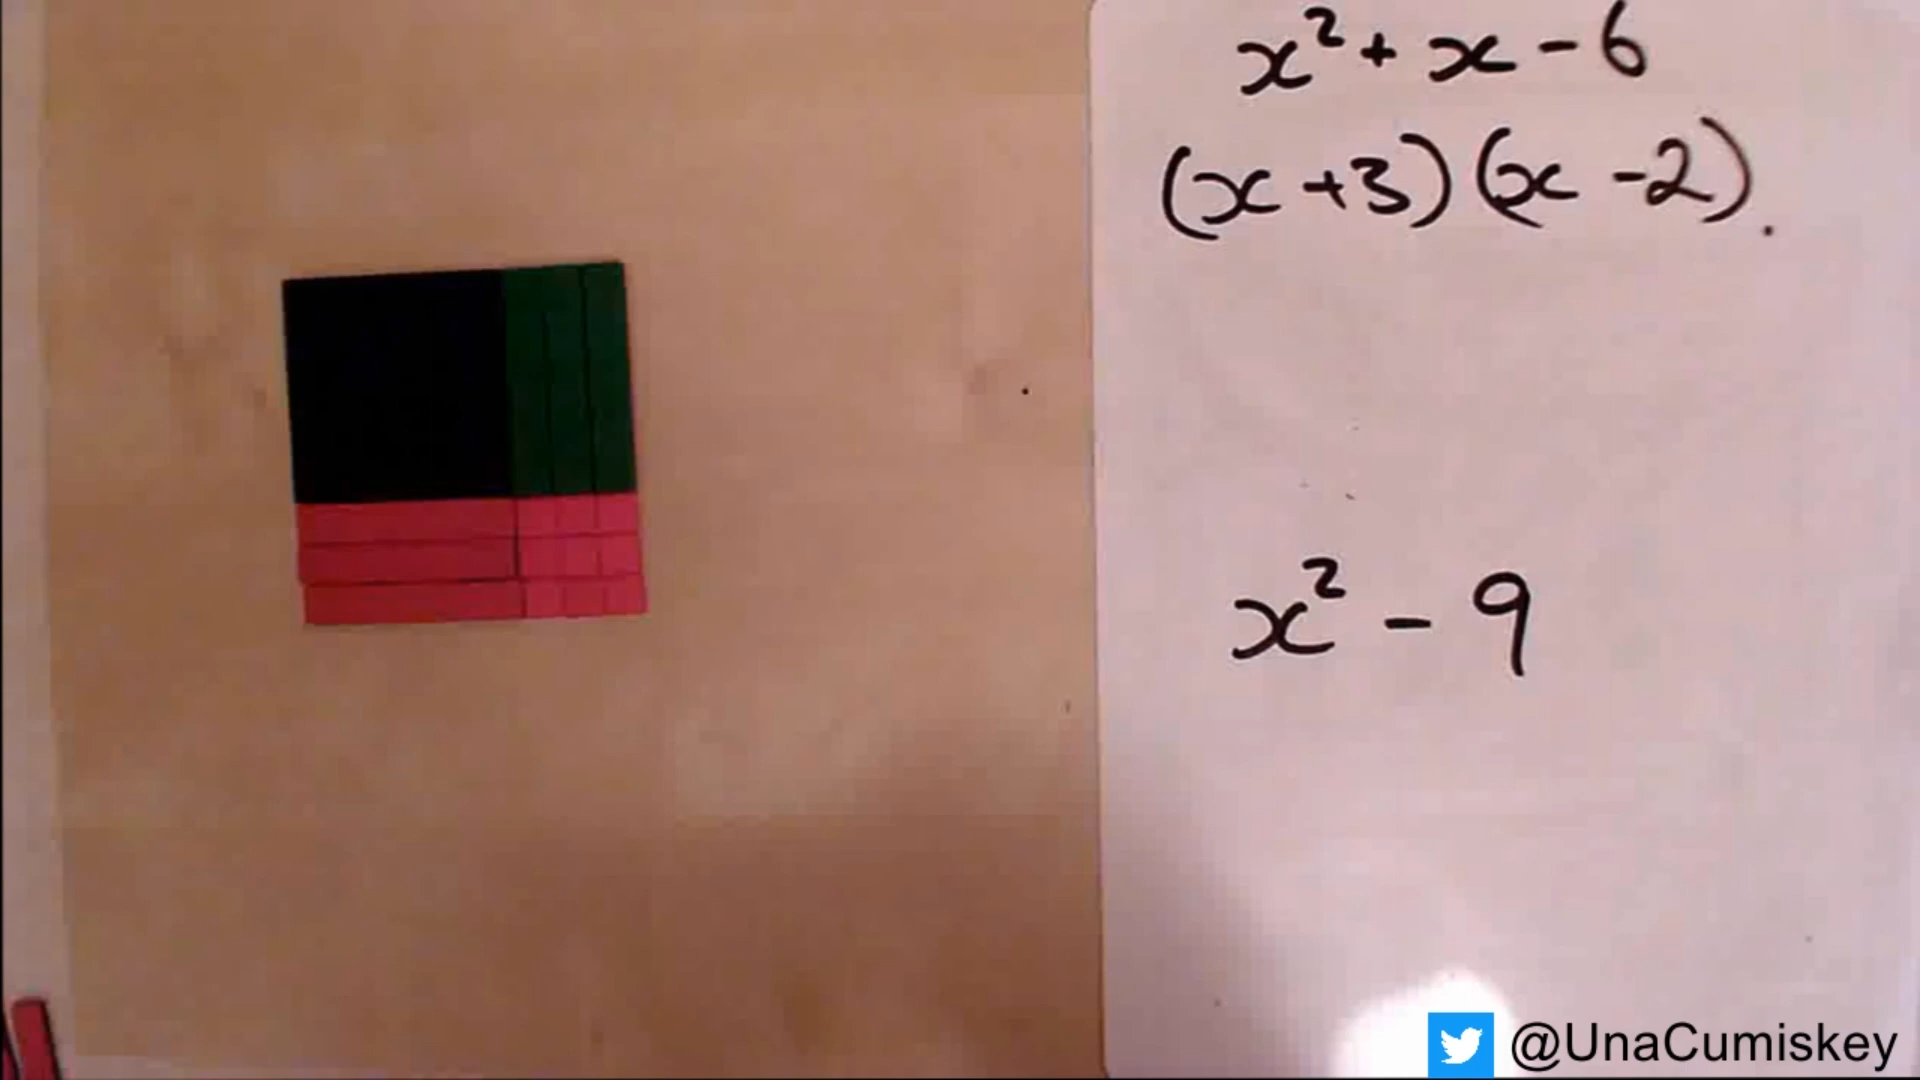 x² + x - 6
(x + 3) (x - 2).
x² - 9
@UnaCumiskey